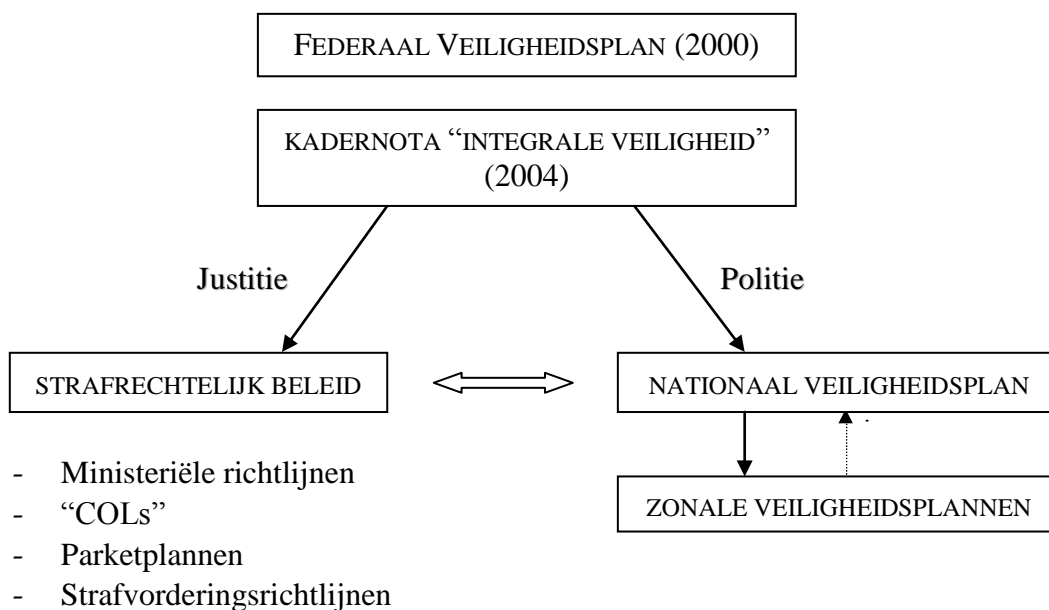 FEDERAAL VEILIGHEIDSPLAN (2000)
KADERNOTA “INTEGRALE VEILIGHEID”
(2004)
Justitie
Politie
STRAFRECHTELIJK BELEID
NATIONAAL VEILIGHEIDSPLAN
ZONALE VEILIGHEIDSPLANNEN
- Ministeriële richtlijnen
- “COLs”
- Parketplannen
- Strafvorderingsrichtlijnen